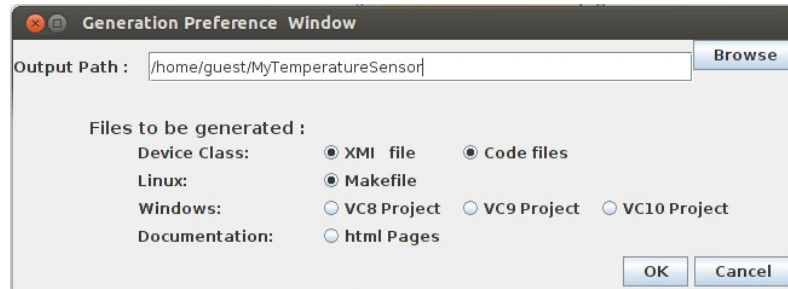 Generation Preference Window
Output Path : /home/guest/MyTemperatureSensor Browse
Files to be generated :
Device Class: XMI file Code files
Linux: Makefile
Windows: VC8 Project VC9 Project VC10 Project
Documentation: html Pages
OK Cancel